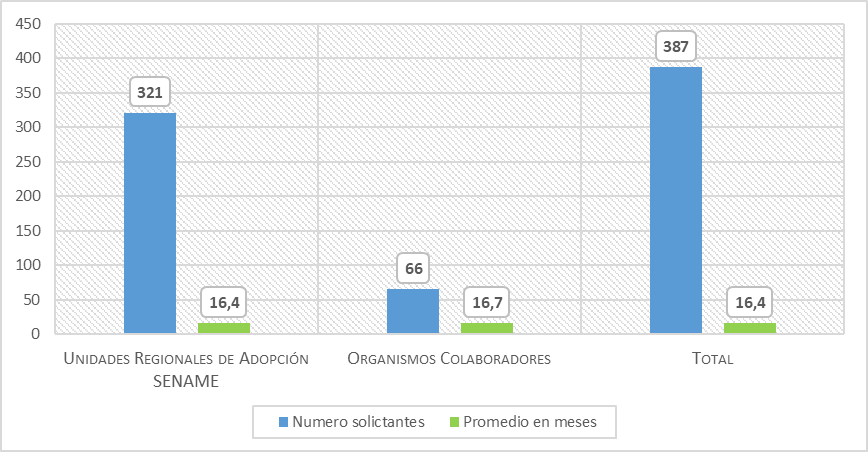 450
400
350
300
250
200
150
100
50
0
321
16,4
66
16,7
387
16,4
Unidades Regionales de Adopción
SENAME
Organismos Colaboradores
Total
Numero solictantes
Promedio en meses